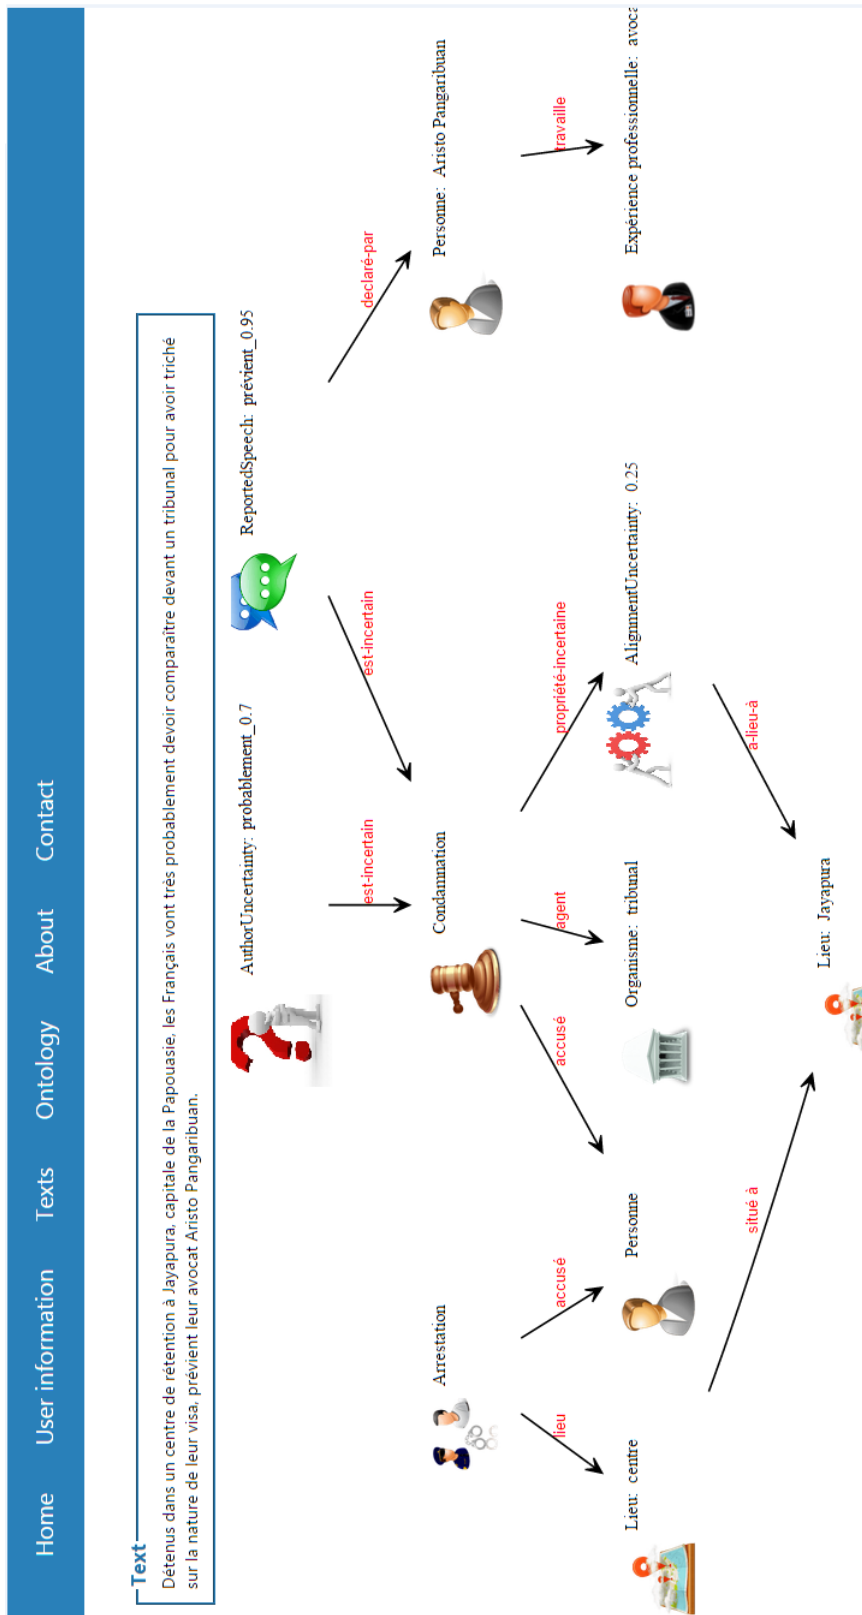 Home User information Texts Ontology About Contact
Text
Détenus dans un centre de rétention à Jayapura, capitale de la Papouasie, les Français vont très probablement devoir comparaître devant un tribunal pour avoir triché
sur la nature de leur visa, prévient leur avocat Aristo Pangaribuan.
AuthorUncertainty: probablement_0.7
ReportedSpeech: prévient_0.95
est-incertain
est-incertain
declaré-par
Arrestation
Condamnation
Personne: Aristo Pangaribuan
lieu
accusé
accusé
agent
propriété-incertaine
travaille
Lieu: centre
Personne
Organisme: tribunal
AlignmentUncertainty: 0.25
Expérience professionnelle: avoca
situé à
a-lieu-à
Lieu: Jayapura